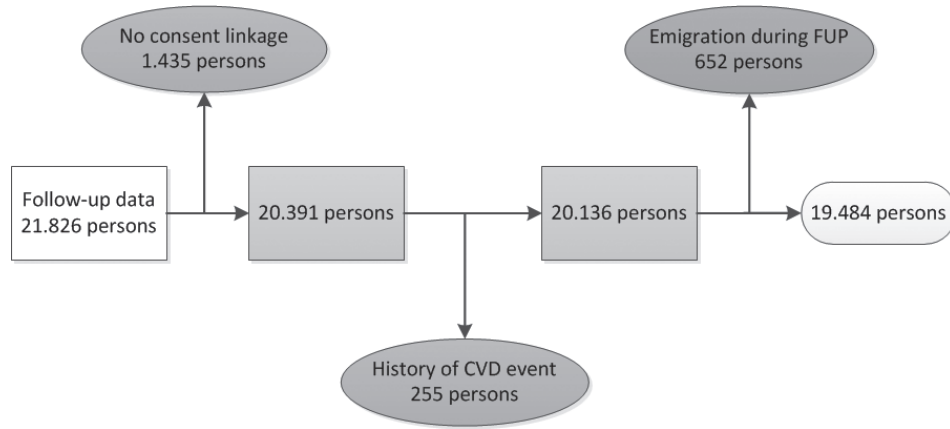 No consent linkage
1.435 persons
Emigration during FUP
652 persons
Follow-up data
21.826 persons
20.391 persons
20.136 persons
19.484 persons
History of CVD event
255 persons